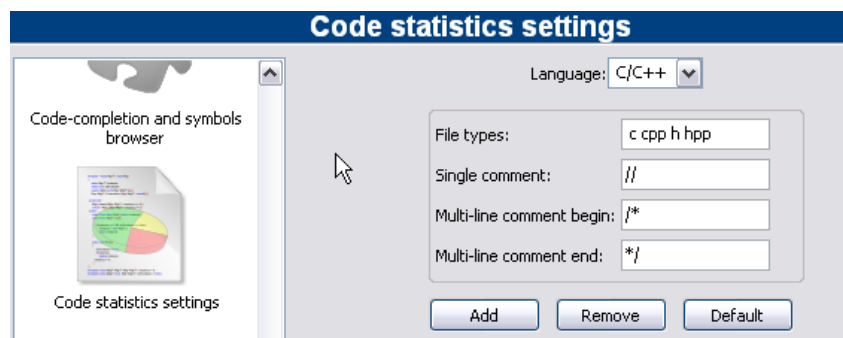 Code statistics settings
Language: C/C++
Code-completion and symbols
browser
File types: c cpp h hpp
Single comment: //
Multi-line comment begin: /*
Multi-line comment end: */
Code statistics settings
Add Remove Default